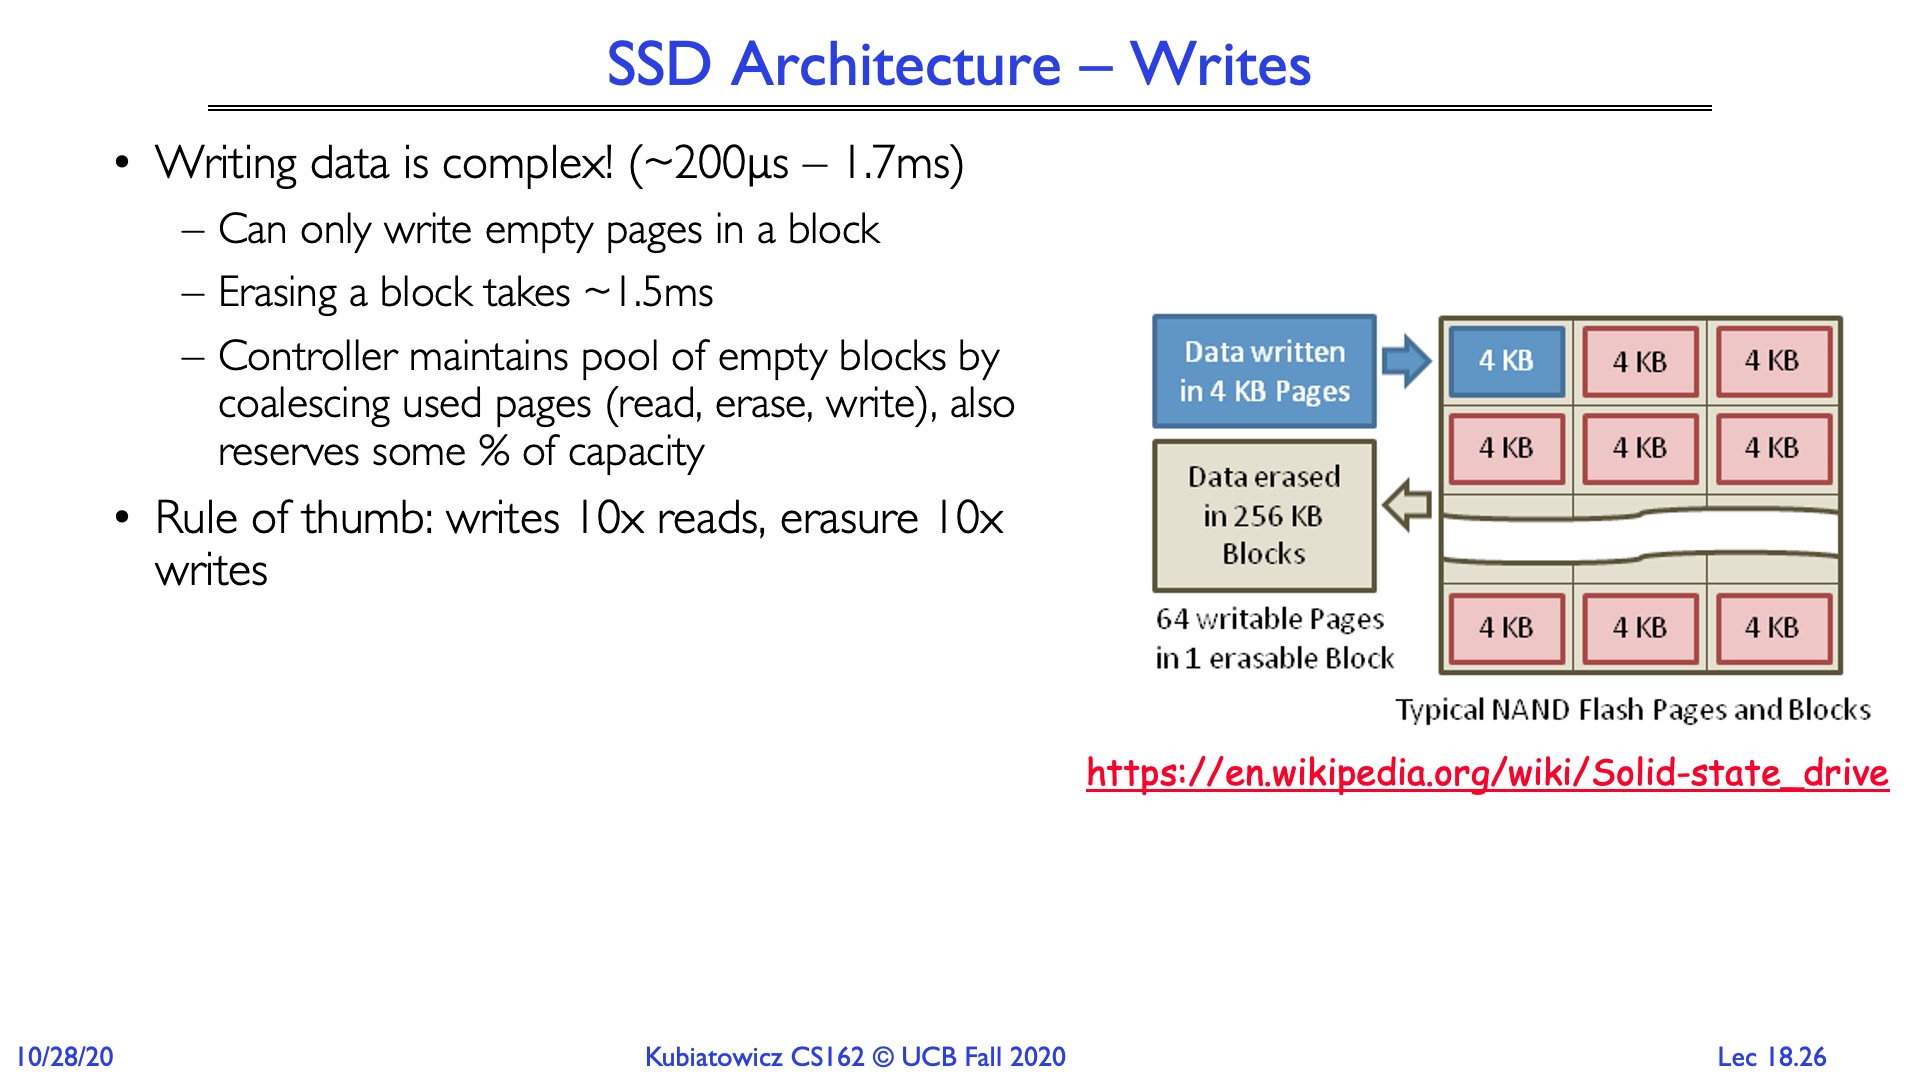 SSD Architecture – Writes
• Writing data is complex! (~200μs – 1.7ms)
– Can only write empty pages in a block
– Erasing a block takes ~1.5ms
– Controller maintains pool of empty blocks by
coalescing used pages (read, erase, write), also
reserves some % of capacity
• Rule of thumb: writes 10x reads, erasure 10x
writes
Data written
in 4 KB Pages
Data erased
in 256 KB
Blocks
64 writable Pages
in 1 erasable Block
4 KB 4 KB 4 KB
4 KB 4 KB 4 KB
4 KB 4 KB 4 KB
Typical NAND Flash Pages and Blocks
https://en.wikipedia.org/wiki/Solid-state_drive
10/28/20 Kubiatowicz CS162 © UCB Fall 2020 Lec 18.26